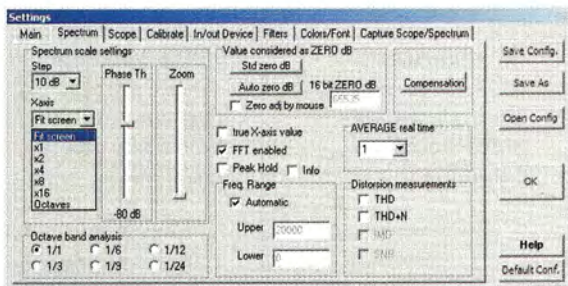 Settings
Main Spectrum Scope Calibrate In/out Device Filters Colors/Font Capture Scope/Spectrum
Spectrum scale settings
Step
10 dB
Phase Th
Zoom
Xaxis
Fit screen
Fit screen
x1
x2
x4
x8
x16
Octaves
-80 dB
Octave band analysis
1/1 1/6 1/12
1/3 1/9 1/24
Value considered as ZERO dB
Std zero dB
Auto zero dB 16 bit ZERO dB
Zero adj by mouse
Compensation
true X-axis value
FFT enabled
Peak Hold Info
AVERAGE real time
1
Freq. Range
Automatic
Upper 20000
Lower 0
Distorsion measurements
THD
THD+N
IMD
SNR
Save Config.
Save As
Open Config
OK
Help
Default Conf.